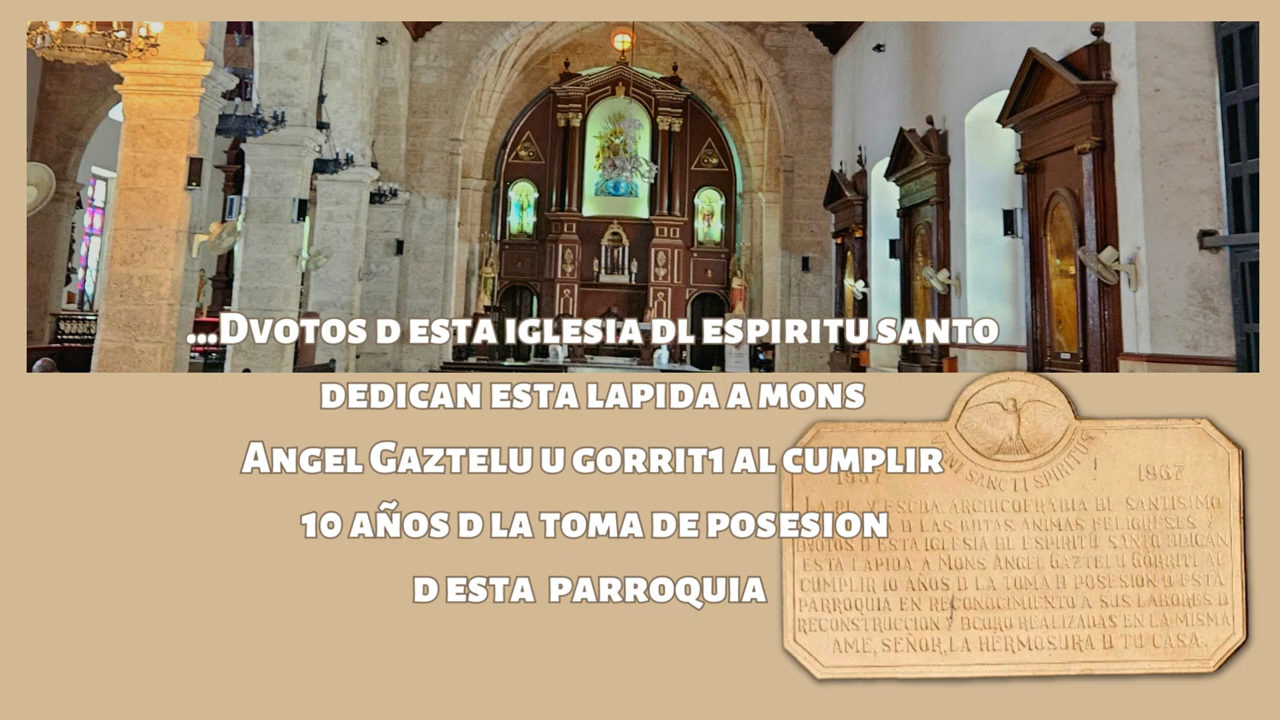 ...Dvotos d esta iglesia dl espiritu santo
dedican esta lapida a mons
Angel Gaztelu u gorrit1 al cumplir
10 años d la toma de posesion
d esta parroquia
VENI SANCTI SPIRITUS
1957 1967
LA RL. Y ESCDA. ARCHICOFRADIA DL SANTISIMO
D LAS BDTAS. ANIMAS FELIGRESES Y
DVOTOS D ESTA IGLESIA DL ESPIRITU SANTO DDICAN
ESTA LAPIDA A MONS ANGEL GAZTELU GORRITI AL
CUMPLIR 10 AÑOS D LA TOMA D POSESION D ESTA
PARROQUIA EN RECONOCIMIENTO A SUS LABORES D
RECONSTRUCCION Y DCORO REALIZADAS EN LA MISMA
AME, SEÑOR, LA HERMOSURA D TU CASA.